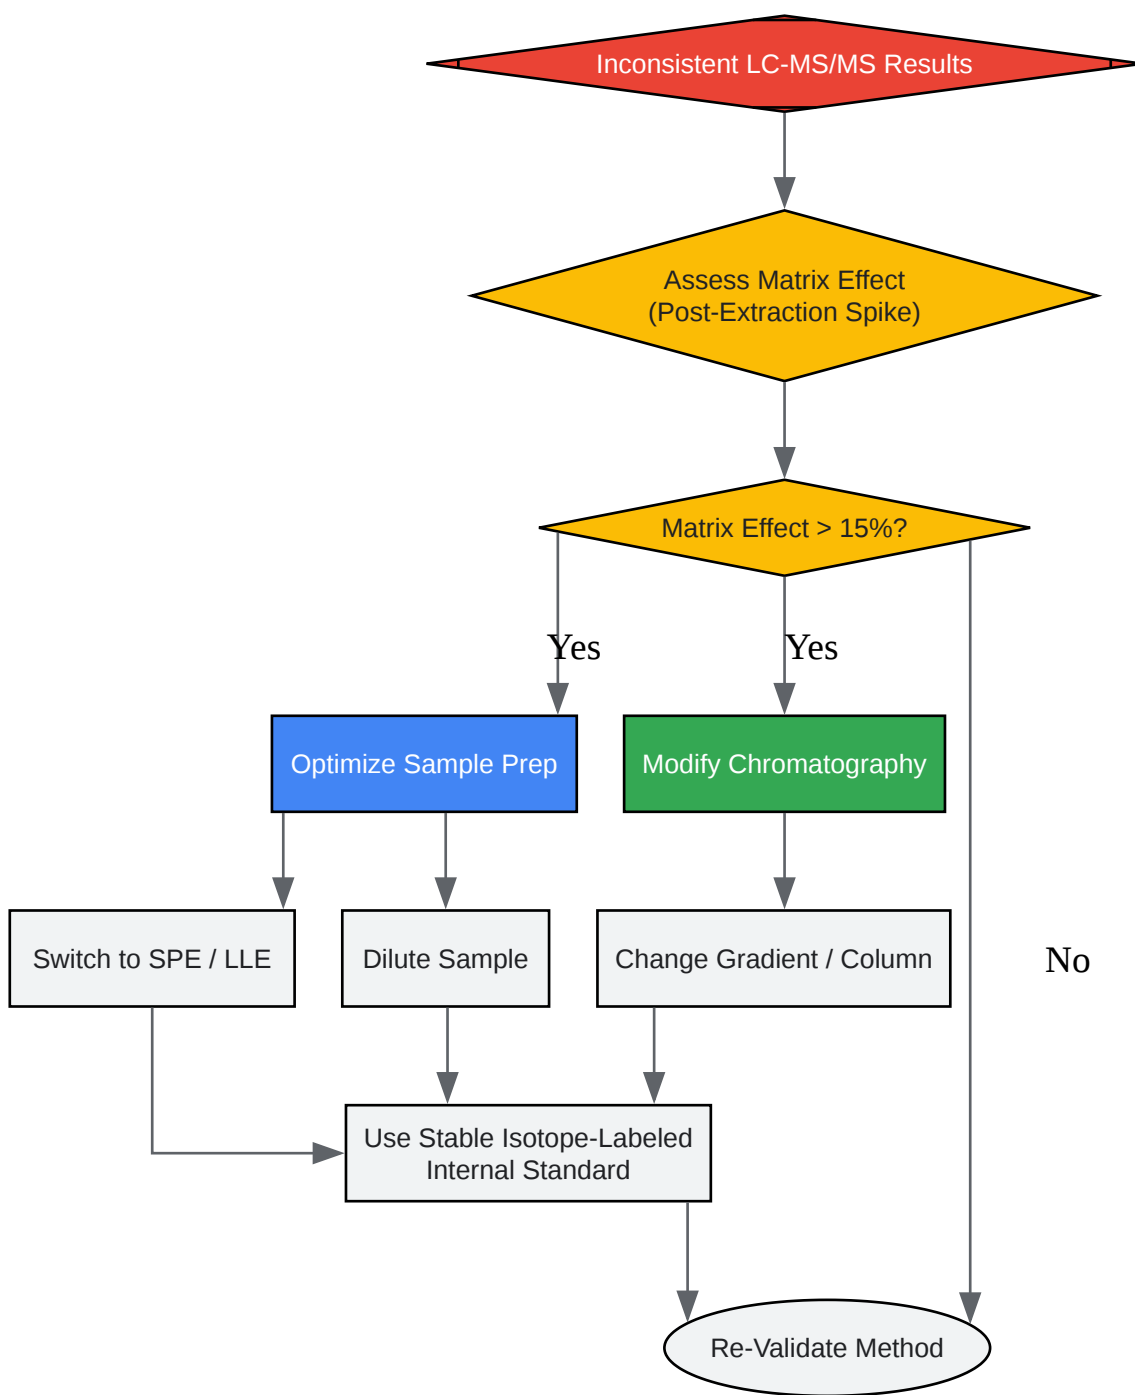 Inconsistent LC-MS/MS Results
Assess Matrix Effect
(Post-Extraction Spike)
Matrix Effect > 15%?
Yes
Yes
Optimize Sample Prep
Modify Chromatography
Switch to SPE / LLE
Dilute Sample
Change Gradient / Column
No
Use Stable Isotope-Labeled
Internal Standard
Re-Validate Method